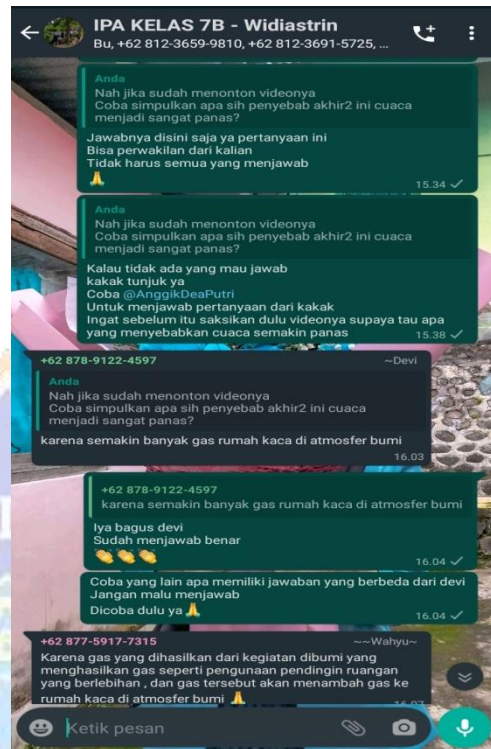 IPA KELAS 7B - Widiastrin
Bu, +62 812-3659-9810, +62 812-3691-5725, ...
Anda
Nah jika sudah menonton videonya
Coba simpulkan apa sih penyebab akhir2 ini cuaca
menjadi sangat panas?
Jawabnya disini saja ya pertanyaan ini
Bisa perwakilan dari kalian
Tidak harus semua yang menjawab
🙏
15.34 ✓
Anda
Nah jika sudah menonton videonya
Coba simpulkan apa sih penyebab akhir2 ini cuaca
menjadi sangat panas?
Kalau tidak ada yang mau jawab
kakak tunjuk ya
Coba @AnggikDeaPutri
Untuk menjawab pertanyaan dari kakak
Ingat sebelum itu saksikan dulu videonya supaya tau apa
yang menyebabkan cuaca semakin panas
15.38 ✓
+62 878-9122-4597 ~Devi
Anda
Nah jika sudah menonton videonya
Coba simpulkan apa sih penyebab akhir2 ini cuaca
menjadi sangat panas?
karena semakin banyak gas rumah kaca di atmosfer bumi
16.03
+62 878-9122-4597
karena semakin banyak gas rumah kaca di atmosfer bumi
Iya bagus devi
Sudah menjawab benar
👏👏👏
16.04 ✓
Coba yang lain apa memiliki jawaban yang berbeda dari devi
Jangan malu menjawab
Dicoba dulu ya🙏
16.04 ✓
+62 877-5917-7315 ~~Wahyu~
Karena gas yang dihasilkan dari kegiatan dibumi yang
menghasilkan gas seperti pengunaan pendingin ruangan
yang berlebihan , dan gas tersebut akan menambah gas ke
rumah kaca di atmosfer bumi 🙏
Ketik pesan